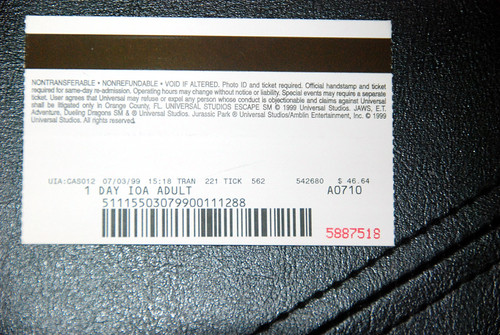 NONTRANSFERABLE • NONREFUNDABLE • VOID IF ALTERED. Photo ID and ticket required. Official handstamp and ticket
required for same-day re-admission. Operating hours may change without notice or liability. Special events may require a separate
ticket. User agrees that Universal may refuse or expel any person whose conduct is objectionable and claims against Universal
shall be litigated only in Orange County, FL. UNIVERSAL STUDIOS ESCAPE SM © 1999 Universal Studios. JAWS, E.T.
Adventure, Dueling Dragons SM & ® Universal Studios. Jurassic Park ® Universal Studios/Amblin Entertainment, Inc. © 1999
Universal Studios. All rights reserved.
UIA:CAS012 07/03/99 15:18 TRAN 221 TICK 562 542680 $ 46.64
1 DAY IOA ADULT A0710
51115503079900111288
5887518